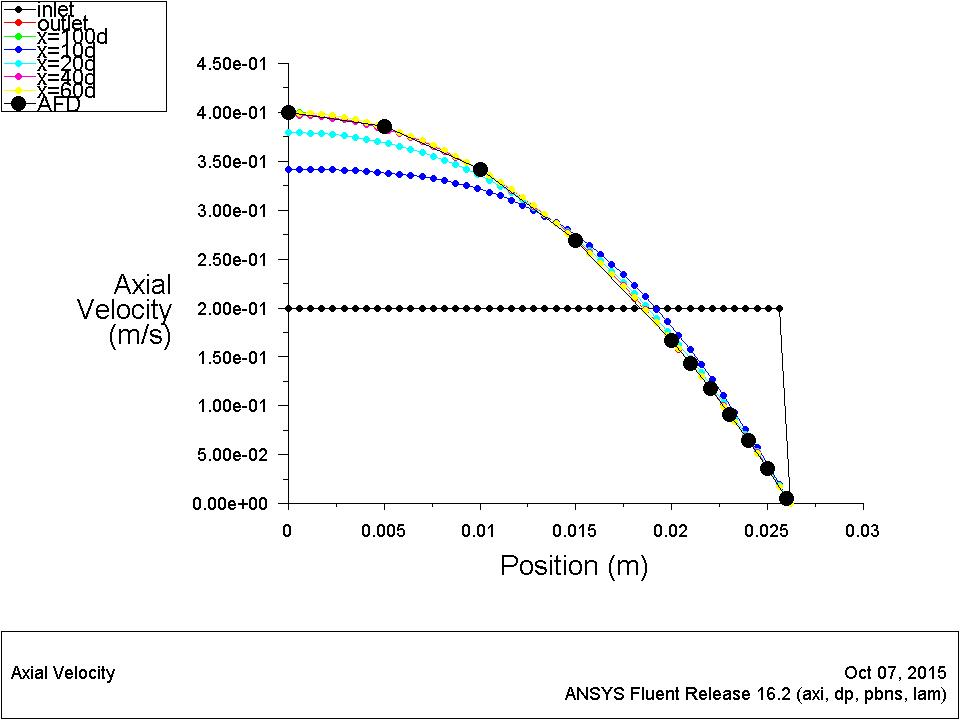 inlet
outlet
x=100d
x=10d
x=20d
x=40d
x=60d
AFD
4.50e-01
4.00e-01
3.50e-01
3.00e-01
2.50e-01
2.00e-01
1.50e-01
1.00e-01
5.00e-02
0.00e+00
Axial
Velocity
(m/s)
0 0.005 0.01 0.015 0.02 0.025 0.03
Position (m)
Axial Velocity Oct 07, 2015
ANSYS Fluent Release 16.2 (axi, dp, pbns, lam)